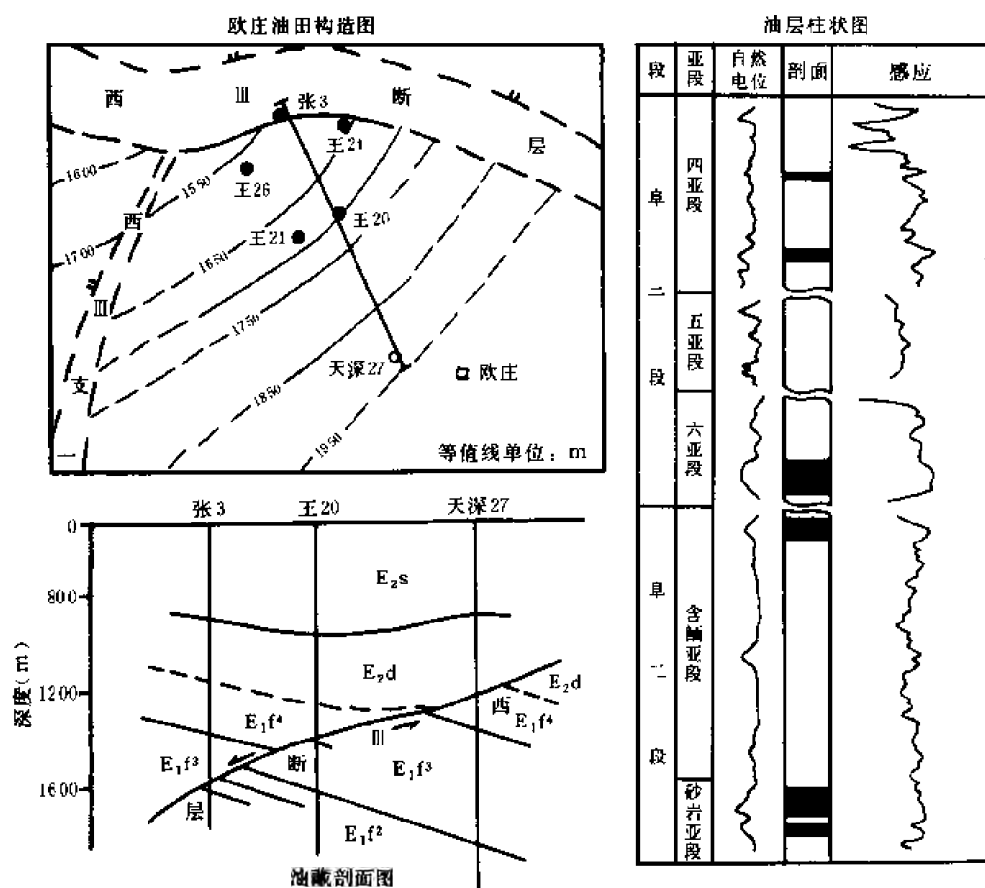 欧庄油田构造图
西 Ⅲ 断 层
张3
王21
王26
王20
王21
1600
1550
1700
1650
1750
1850
1950
西 Ⅲ 支 一
天深27
欧庄
等值线单位：m
张3 王20 天深27
深度(m)
0
800
1200
1600
E₂s
E₂d
E₂d
E₁f⁴
E₁f⁴
E₁f³
E₁f³
E₁f²
西 Ⅲ 断 层
油藏剖面图
油层柱状图
段 亚段 自然电位 剖面 感应
阜 二 段
四亚段
五亚段
六亚段
阜 段
含鱪亚段
砂岩亚段